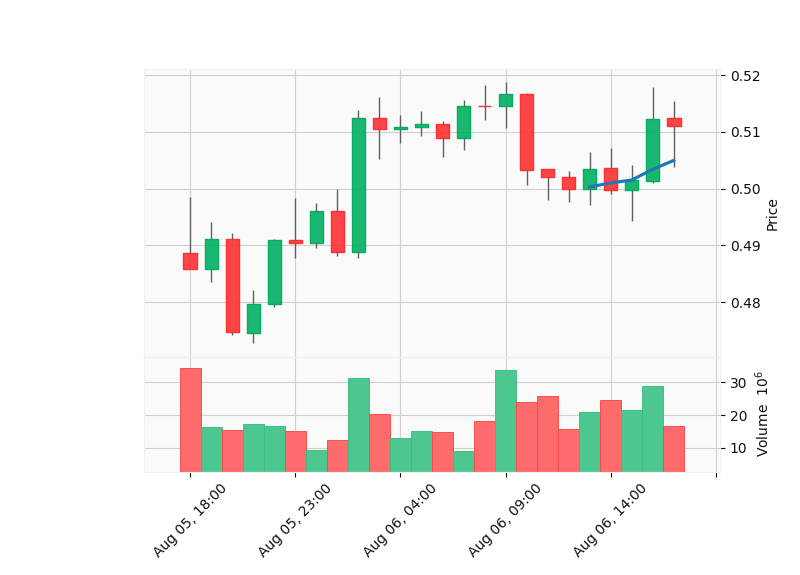 0.52
0.51
0.50
0.49
0.48
Price
30
20
10
Volume 10^6
Aug 05, 18:00
Aug 05, 23:00
Aug 06, 04:00
Aug 06, 09:00
Aug 06, 14:00